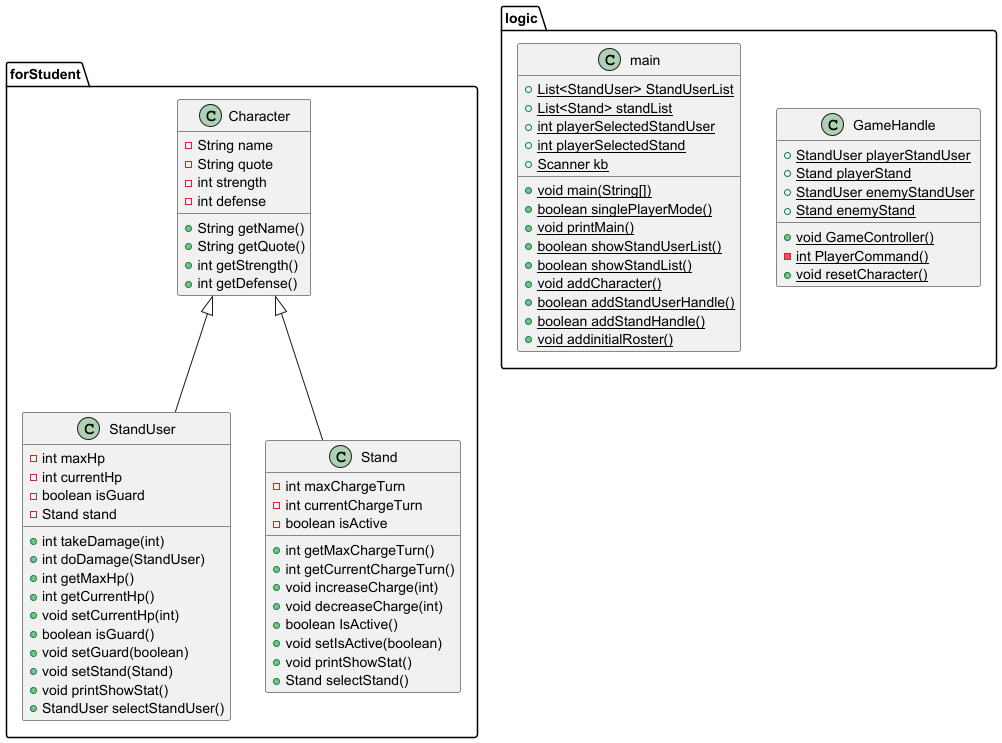 forStudent
C Character
String name
String quote
int strength
int defense
String getName()
String getQuote()
int getStrength()
int getDefense()
C StandUser
int maxHp
int currentHp
boolean isGuard
Stand stand
int takeDamage(int)
int doDamage(StandUser)
int getMaxHp()
int getCurrentHp()
void setCurrentHp(int)
boolean isGuard()
void setGuard(boolean)
void setStand(Stand)
void printShowStat()
StandUser selectStandUser()
C Stand
int maxChargeTurn
int currentChargeTurn
boolean isActive
int getMaxChargeTurn()
int getCurrentChargeTurn()
void increaseCharge(int)
void decreaseCharge(int)
boolean IsActive()
void setIsActive(boolean)
void printShowStat()
Stand selectStand()
logic
C main
List<StandUser> StandUserList
List<Stand> standList
int playerSelectedStandUser
int playerSelectedStand
Scanner kb
void main(String[])
boolean singlePlayerMode()
void printMain()
boolean showStandUserList()
boolean showStandList()
void addCharacter()
boolean addStandUserHandle()
boolean addStandHandle()
void addinitialRoster()
C GameHandle
StandUser playerStandUser
Stand playerStand
StandUser enemyStandUser
Stand enemyStand
void GameController()
int PlayerCommand()
void resetCharacter()